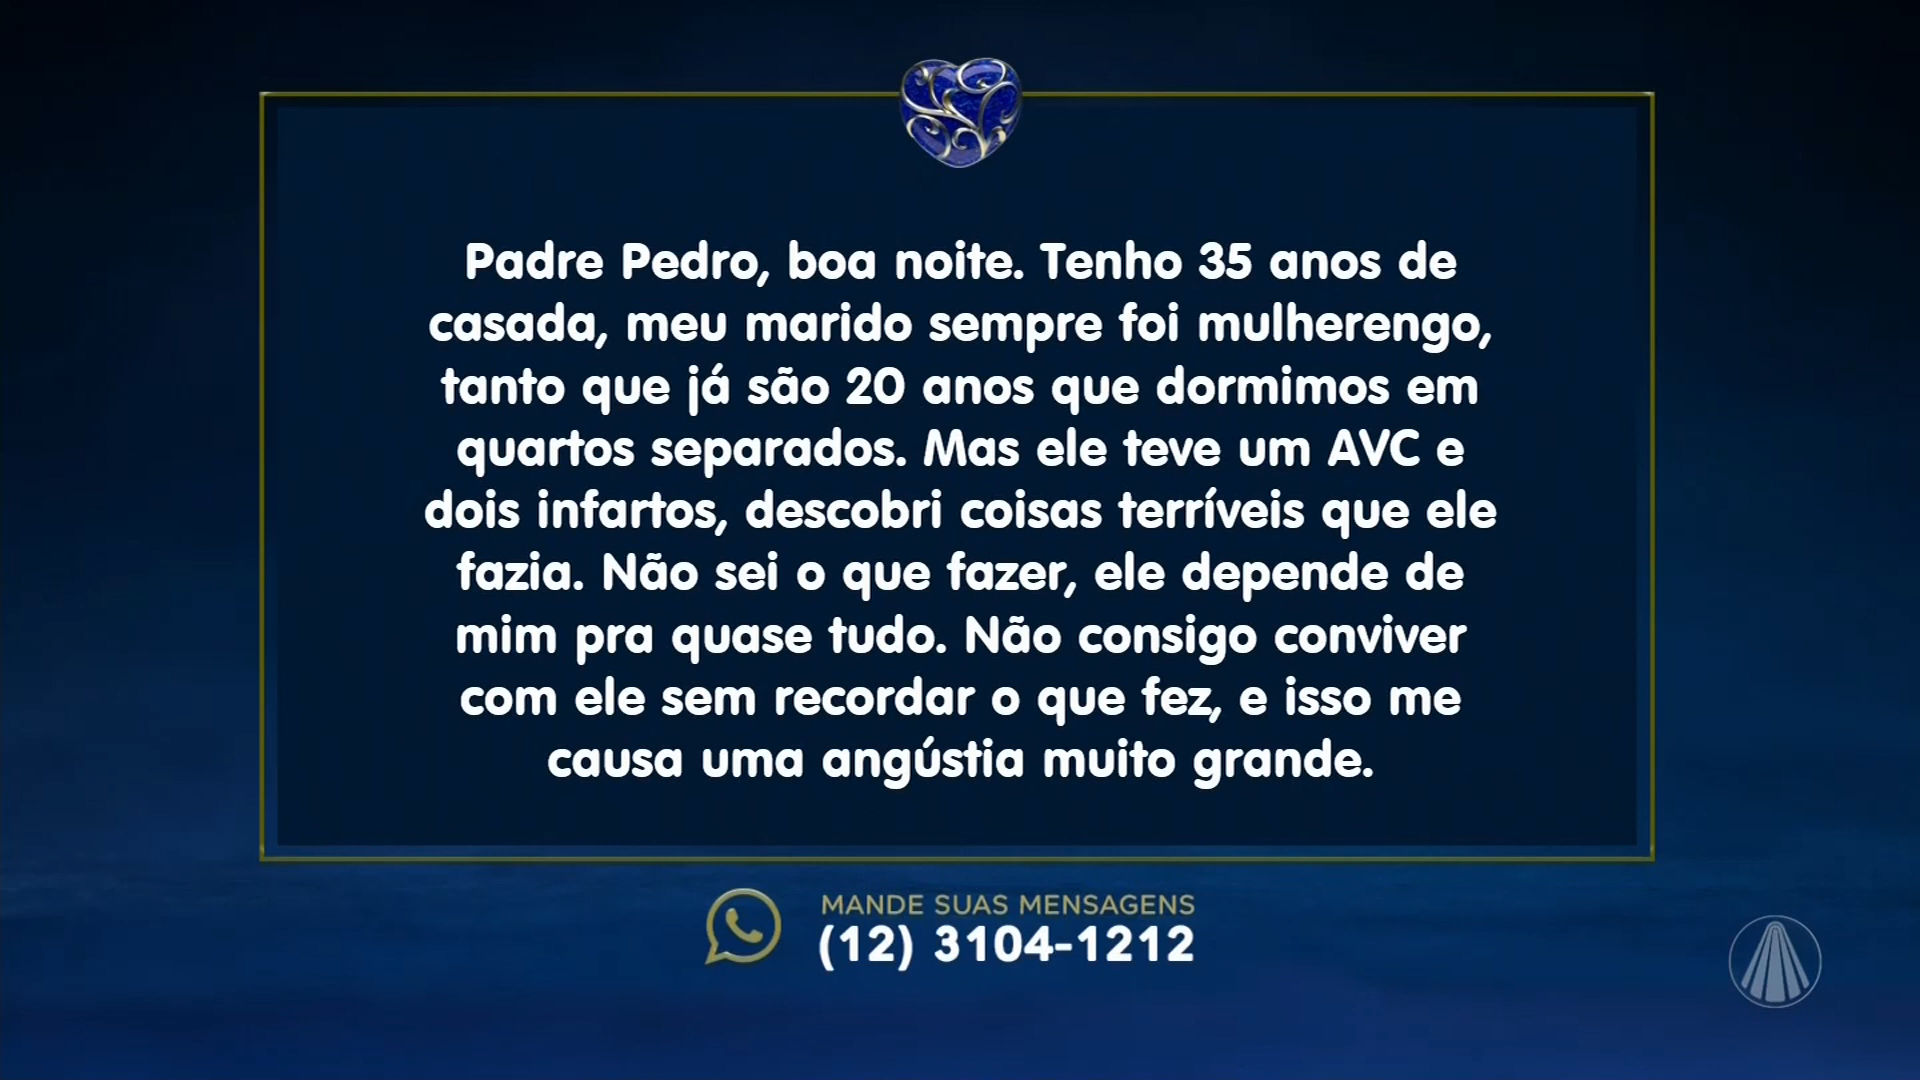 Padre Pedro, boa noite. Tenho 35 anos de
casada, meu marido sempre foi mulherengo,
tanto que já são 20 anos que dormimos em
quartos separados. Mas ele teve um AVC e
dois infartos, descobri coisas terríveis que ele
fazia. Não sei o que fazer, ele depende de
mim pra quase tudo. Não consigo conviver
com ele sem recordar o que fez, e isso me
causa uma angústia muito grande.
MANDE SUAS MENSAGENS
(12) 3104-1212